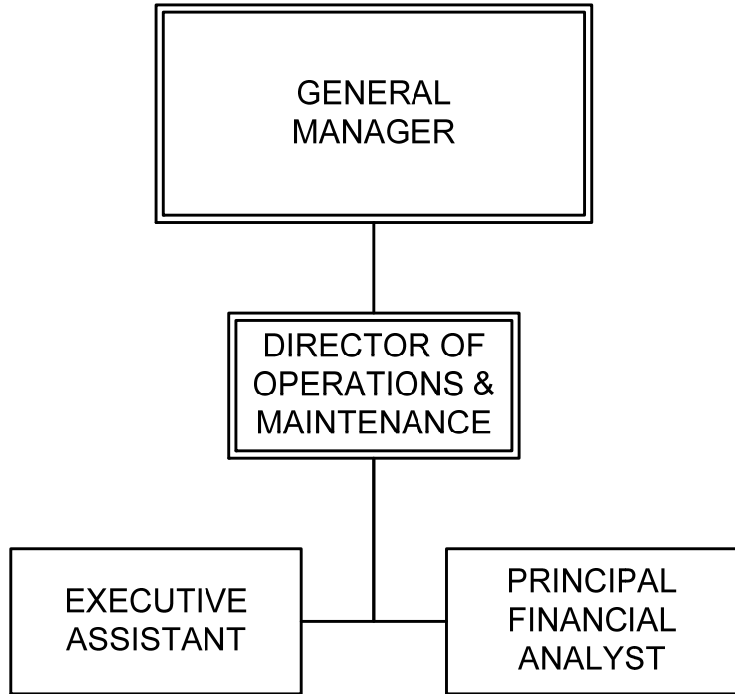 GENERAL
MANAGER
DIRECTOR OF
OPERATIONS &
MAINTENANCE
EXECUTIVE
ASSISTANT
PRINCIPAL
FINANCIAL
ANALYST